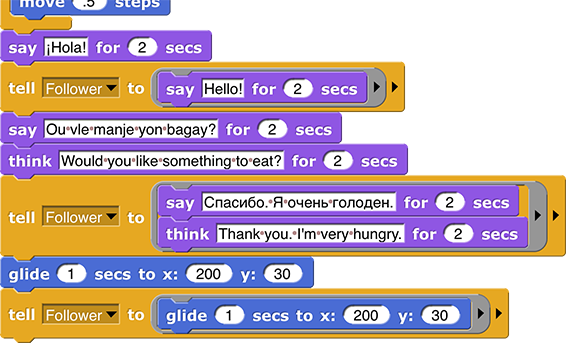 move .5 steps
say ¡Hola! for 2 secs
tell Follower to say Hello! for 2 secs
say Ou vle manje yon bagay? for 2 secs
think Would you like something to eat? for 2 secs
say Спасибо. Я очень голоден. for 2 secs
tell Follower to
think Thank you. I'm very hungry. for 2 secs
glide 1 secs to x: 200 y: 30
tell Follower to glide 1 secs to x: 200 y: 30